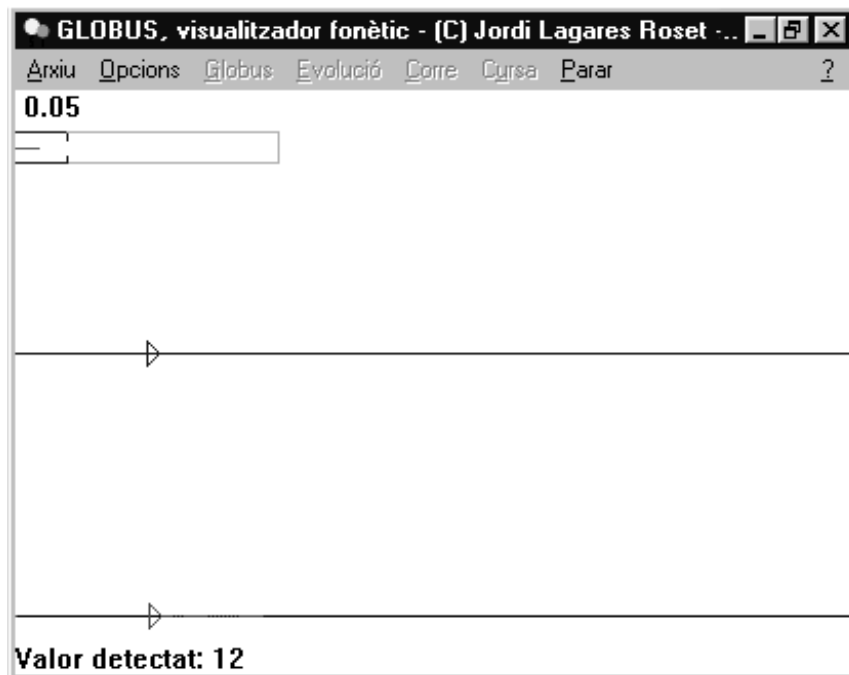 GLOBUS, visualitzador fonètic - (C) Jordi Lagares Roset -..
Arxiu Opcions Globus Evolució Corre Cursa Parar ?
0.05
Valor detectat: 12